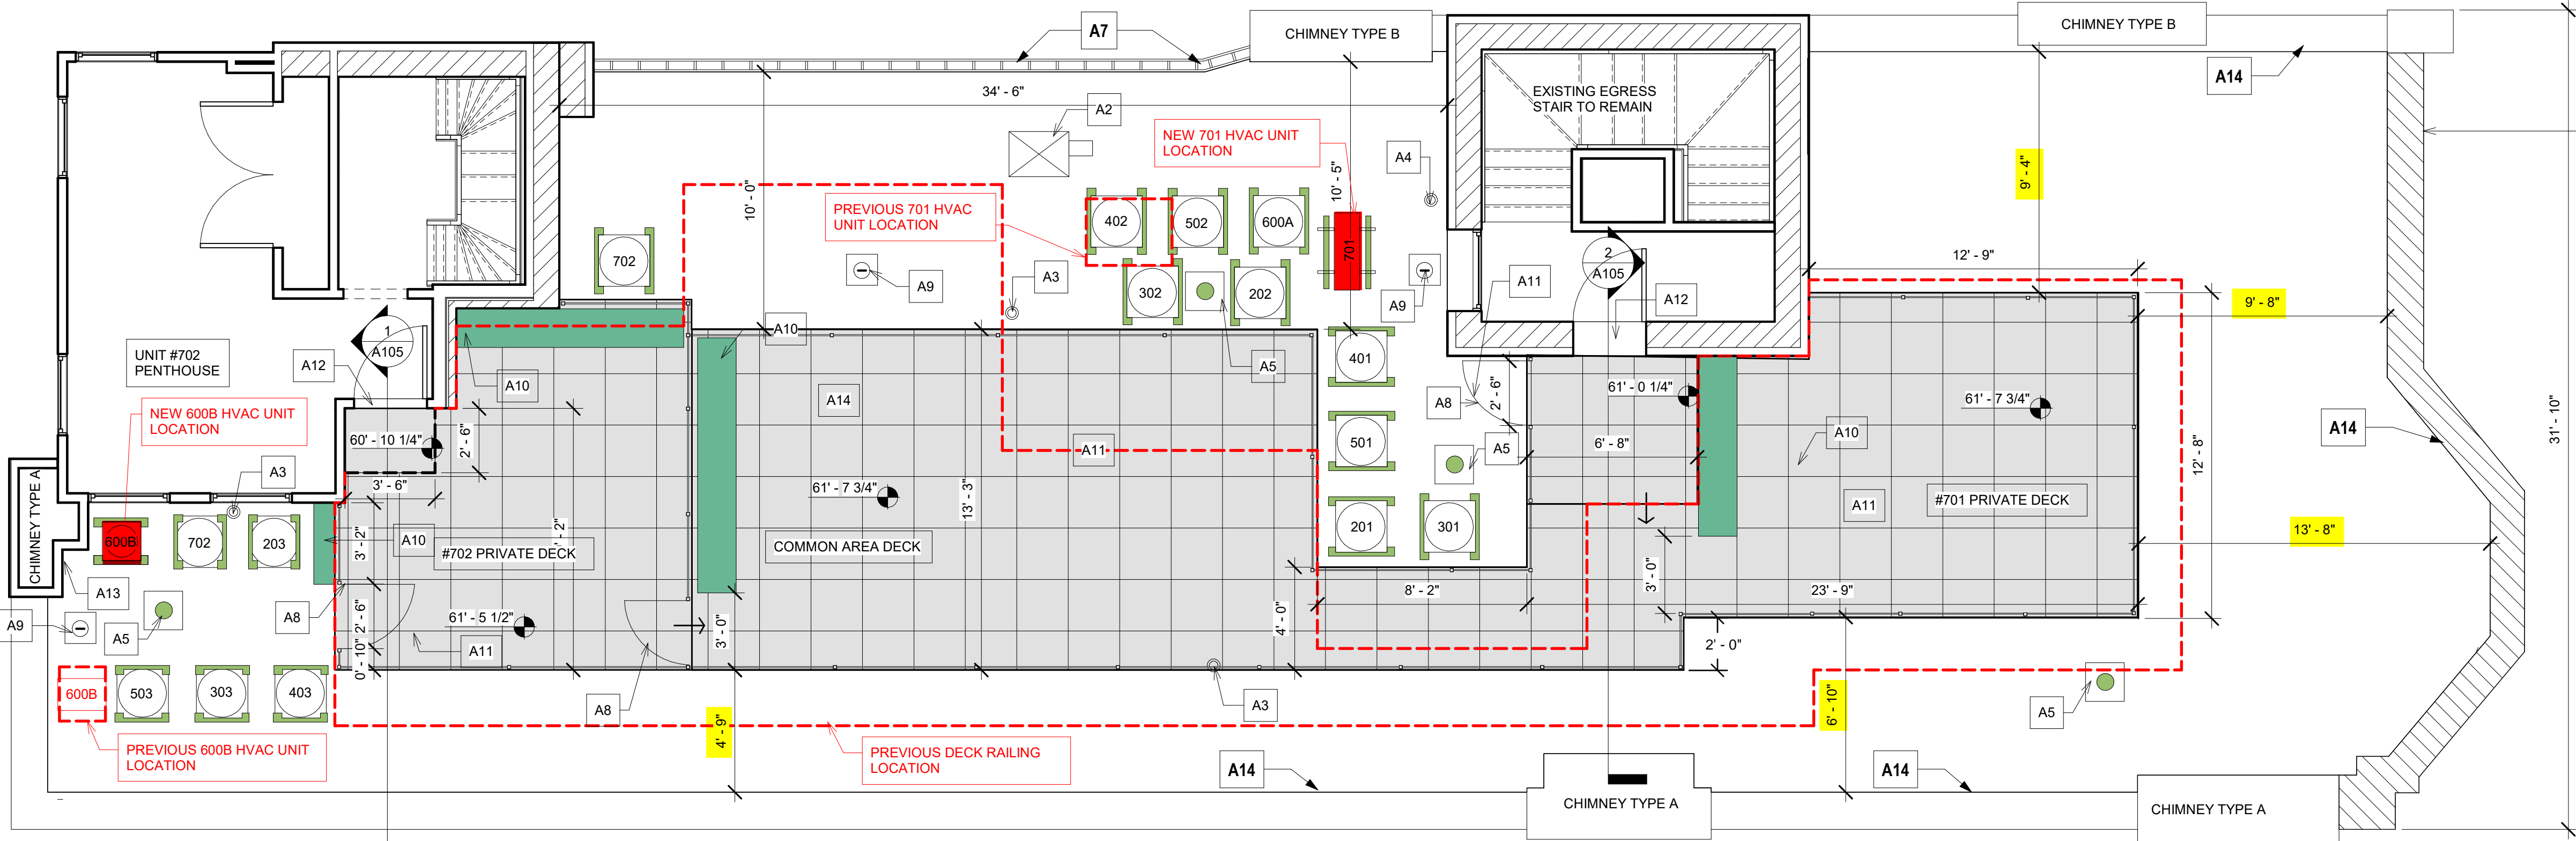 A7
CHIMNEY TYPE B
CHIMNEY TYPE B
A14
34' - 6"
EXISTING EGRESS
STAIR TO REMAIN
A2
NEW 701 HVAC UNIT
LOCATION
A4
10' - 0"
10' - 5"
9' - 4"
PREVIOUS 701 HVAC
UNIT LOCATION
402
502
600A
701
702
302
202
A9
A3
A9
A5
2
A105
A11
A12
12' - 9"
9' - 8"
31' - 10"
1
A105
UNIT #702
PENTHOUSE
A12
A10
A10
A14
401
A8
2' - 6"
61' - 0 1/4"
61' - 7 3/4"
A10
12' - 8"
A14
NEW 600B HVAC UNIT
LOCATION
60' - 10 1/4"
2' - 6"
A11
501
A5
6' - 8"
CHIMNEY TYPE A
A3
3' - 6"
61' - 7 3/4"
13' - 3"
A11
#701 PRIVATE DECK
600B
702
203
3' - 2"
A10
' - 2"
#702 PRIVATE DECK
COMMON AREA DECK
201
301
13' - 8"
A13
A9
A5
A8
2' - 6"
61' - 5 1/2"
A11
0' - 10"
3' - 0"
4' - 0"
8' - 2"
3' - 0"
23' - 9"
2' - 0"
600B
503
303
403
A8
A3
4' - 9"
6' - 10"
A5
PREVIOUS 600B HVAC UNIT
LOCATION
PREVIOUS DECK RAILING
LOCATION
A14
A14
CHIMNEY TYPE A
CHIMNEY TYPE A